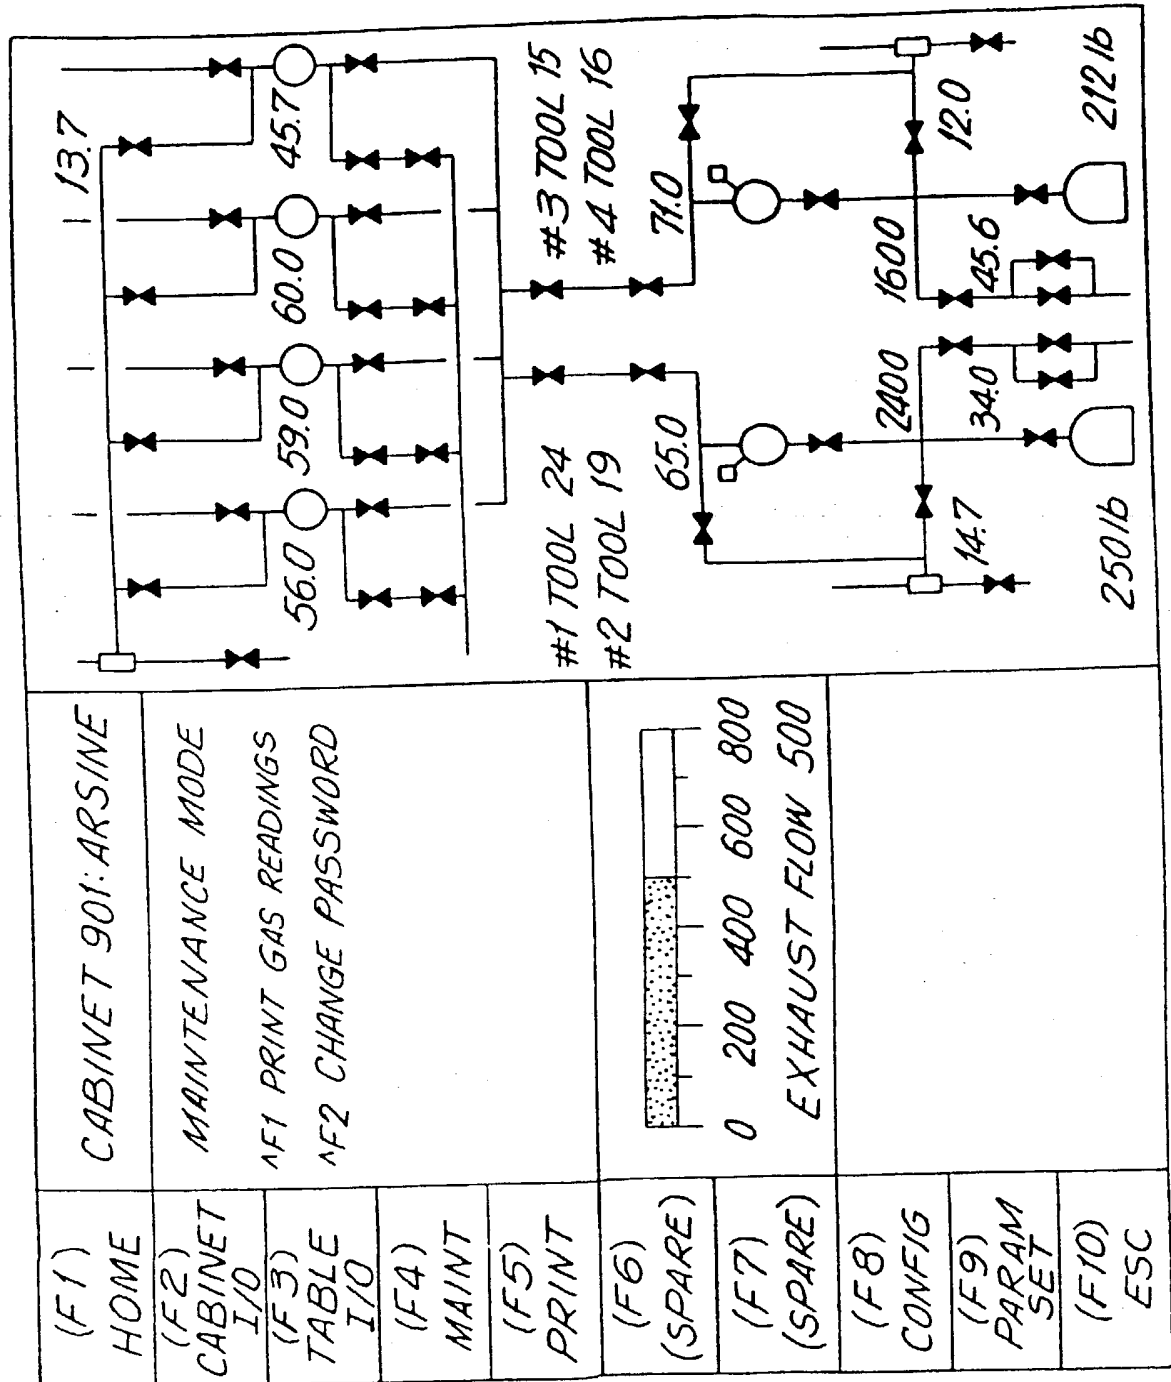 (F1)
HOME
(F2)
CABINET
I/O
(F3)
TABLE
I/O
(F4)
MAINT
(F5)
PRINT
(F6)
(SPARE)
(F7)
(SPARE)
(F8)
CONFIG
(F9)
PARAM
SET
(F10)
ESC
CABINET 901: ARSINE
MAINTENANCE MODE
^F1 PRINT GAS READINGS
^F2 CHANGE PASSWORD
0 200 400 600 800
EXHAUST FLOW 500
13.7
56.0
59.0
60.0
45.7
#1 TOOL 24
#2 TOOL 19
#3 TOOL 15
#4 TOOL 16
65.0
71.0
2400
1600
14.7
34.0
45.6
12.0
250 lb
212 lb